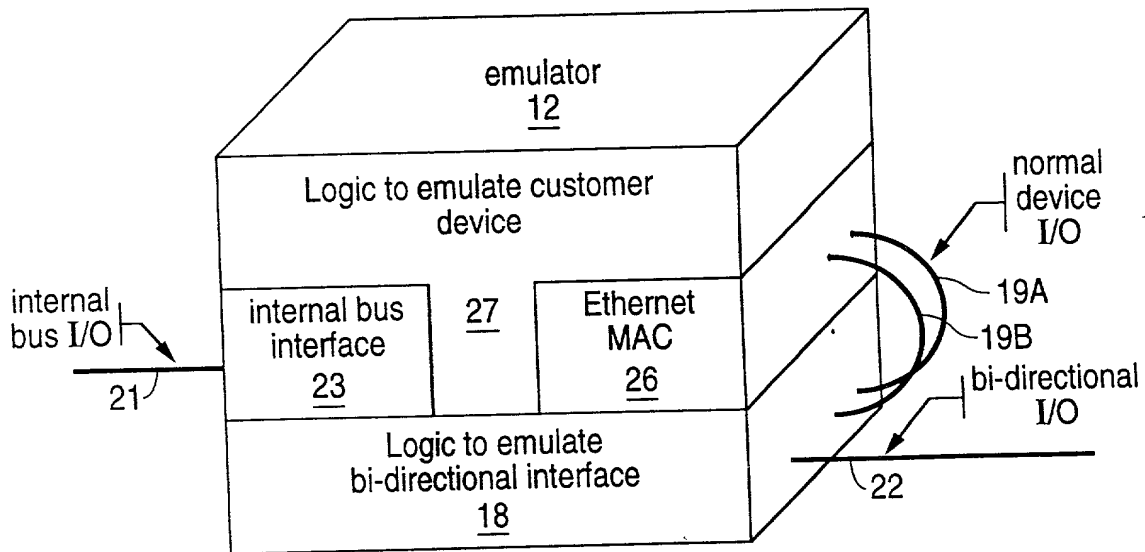 emulator
12
Logic to emulate customer
device
normal
device
I/O
internal
bus I/O
internal bus
interface
23
27
Ethernet
MAC
26
19A
19B
bi-directional
I/O
21
Logic to emulate
bi-directional interface
18
22